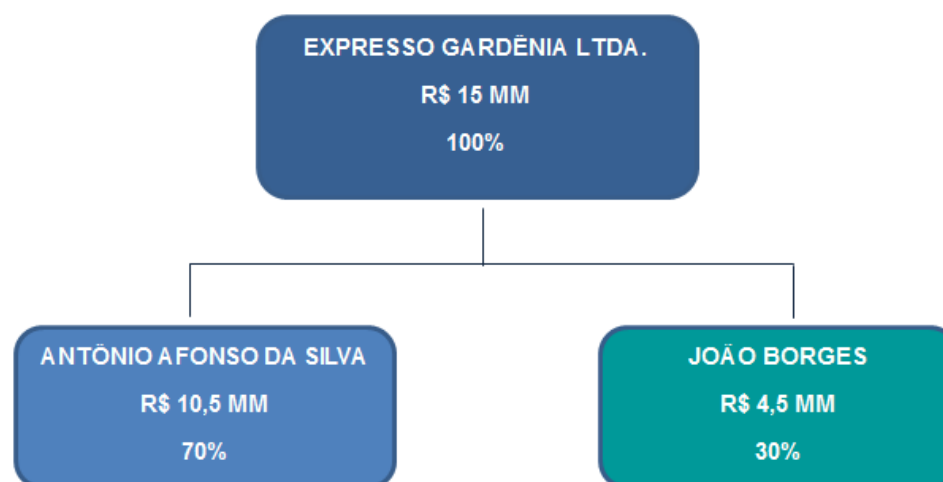 EXPRESSO GARDÊNIA LTDA.
R$ 15 MM
100%
ANTÔNIO AFONSO DA SILVA
R$ 10,5 MM
70%
JOÃO BORGES
R$ 4,5 MM
30%